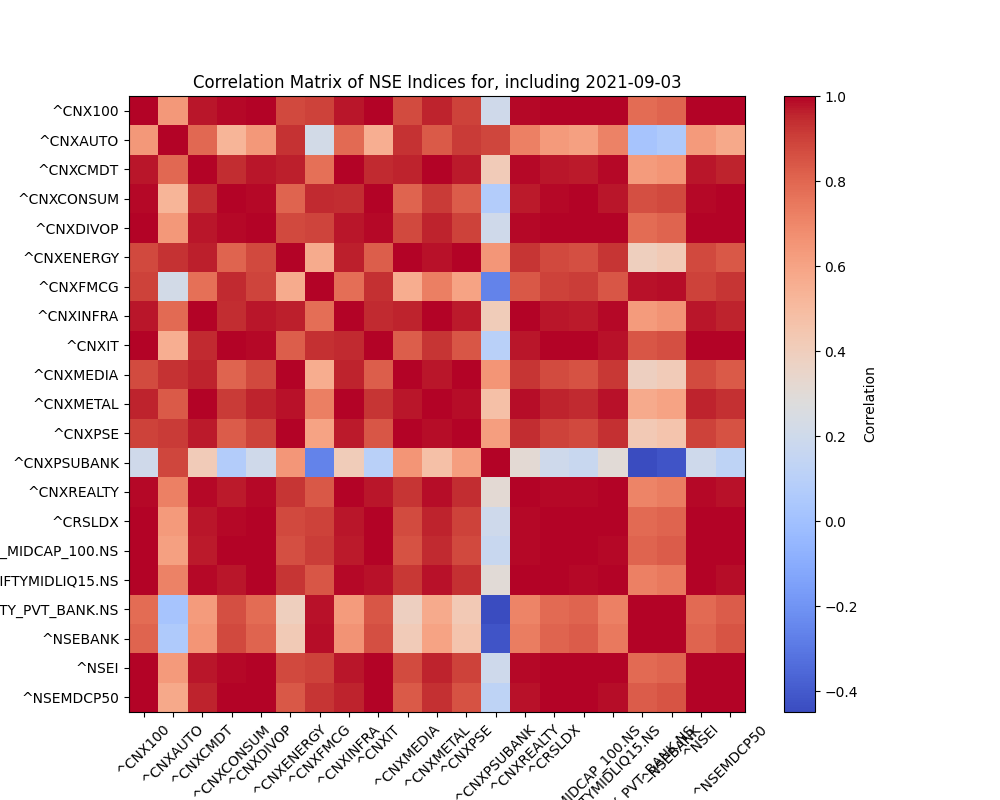 Correlation Matrix of NSE Indices for, including 2021-09-03
^CNX100
^CNXAUTO
^CNXCMDT
^CNXCONSUM
^CNXDIVOP
^CNXENERGY
^CNXFMCG
^CNXINFRA
^CNXIT
^CNXMEDIA
^CNXMETAL
^CNXPSE
^CNXPSUBANK
^CNXREALTY
^CRSLDX
_MIDCAP_100.NS
IFTYMIDLIQ15.NS
TY_PVT_BANK.NS
^NSEBANK
^NSEI
^NSEMDCP50
^CNX100
^CNXAUTO
^CNXCMDT
^CNXCONSUM
^CNXDIVOP
^CNXENERGY
^CNXFMCG
^CNXINFRA
^CNXIT
^CNXMEDIA
^CNXMETAL
^CNXPSE
^CNXPSUBANK
^CNXREALTY
^CRSLDX
MIDCAP_100.NS
TYMIDLIQ15.NS
PVT_BANK.NS
^NSEBANK
^NSEI
^NSEMDCP50
1.0
0.8
0.6
0.4
0.2
0.0
−0.2
−0.4
Correlation